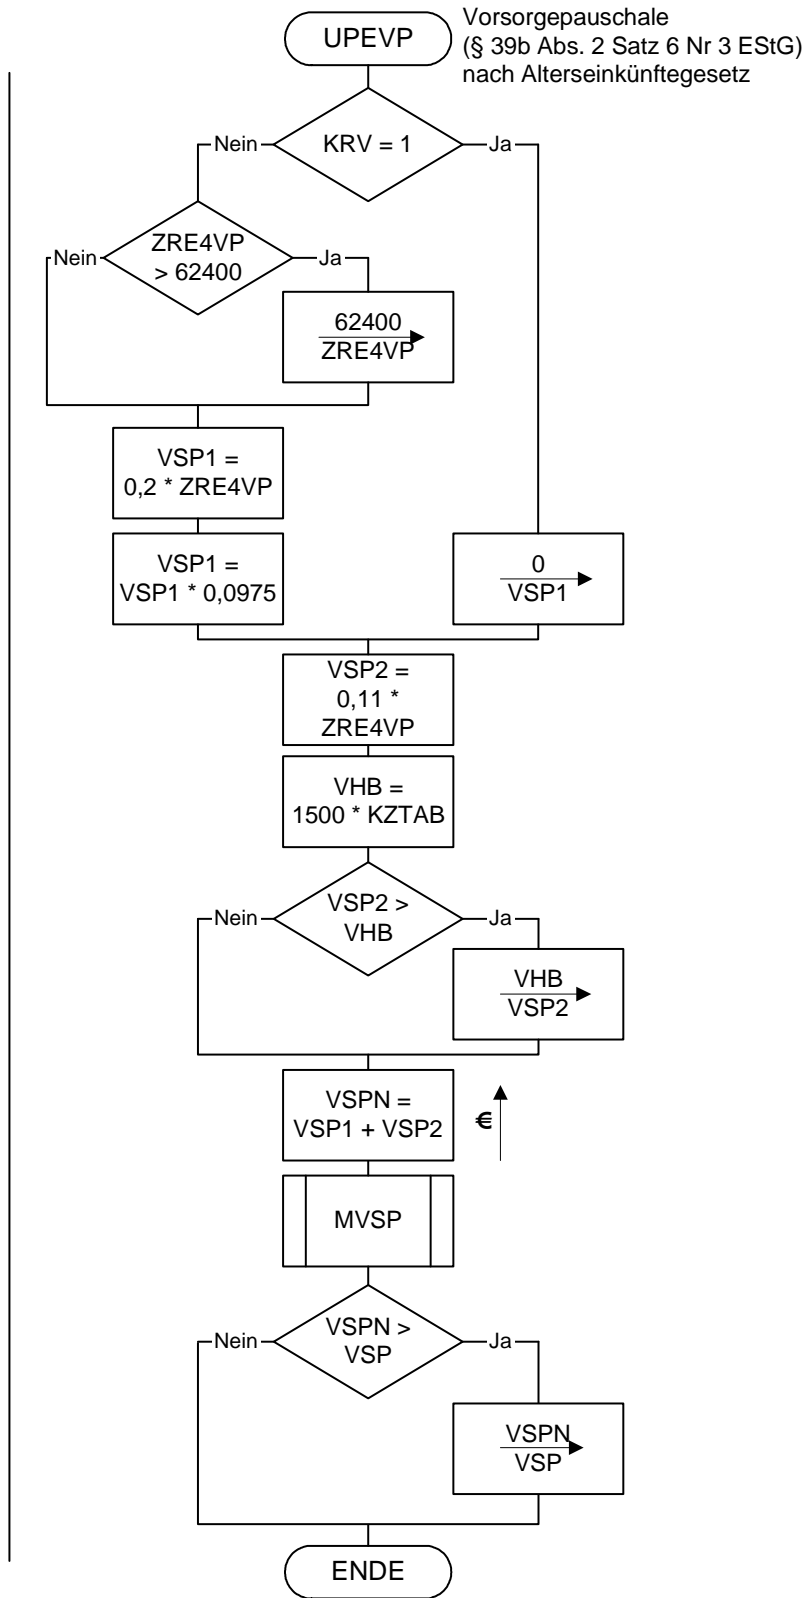 UPEVP
Vorsorgepauschale
(§ 39b Abs. 2 Satz 6 Nr 3 EStG)
nach Alterseinkünftegesetz
Nein
KRV = 1
Ja
Nein
ZRE4VP
> 62400
Ja
62400
ZRE4VP
VSP1 =
0,2 * ZRE4VP
VSP1 =
VSP1 * 0,0975
0
VSP1
VSP2 =
0,11 *
ZRE4VP
VHB =
1500 * KZTAB
Nein
VSP2 >
VHB
Ja
VHB
VSP2
VSPN =
VSP1 + VSP2
€
MVSP
Nein
VSPN >
VSP
Ja
VSPN
VSP
ENDE